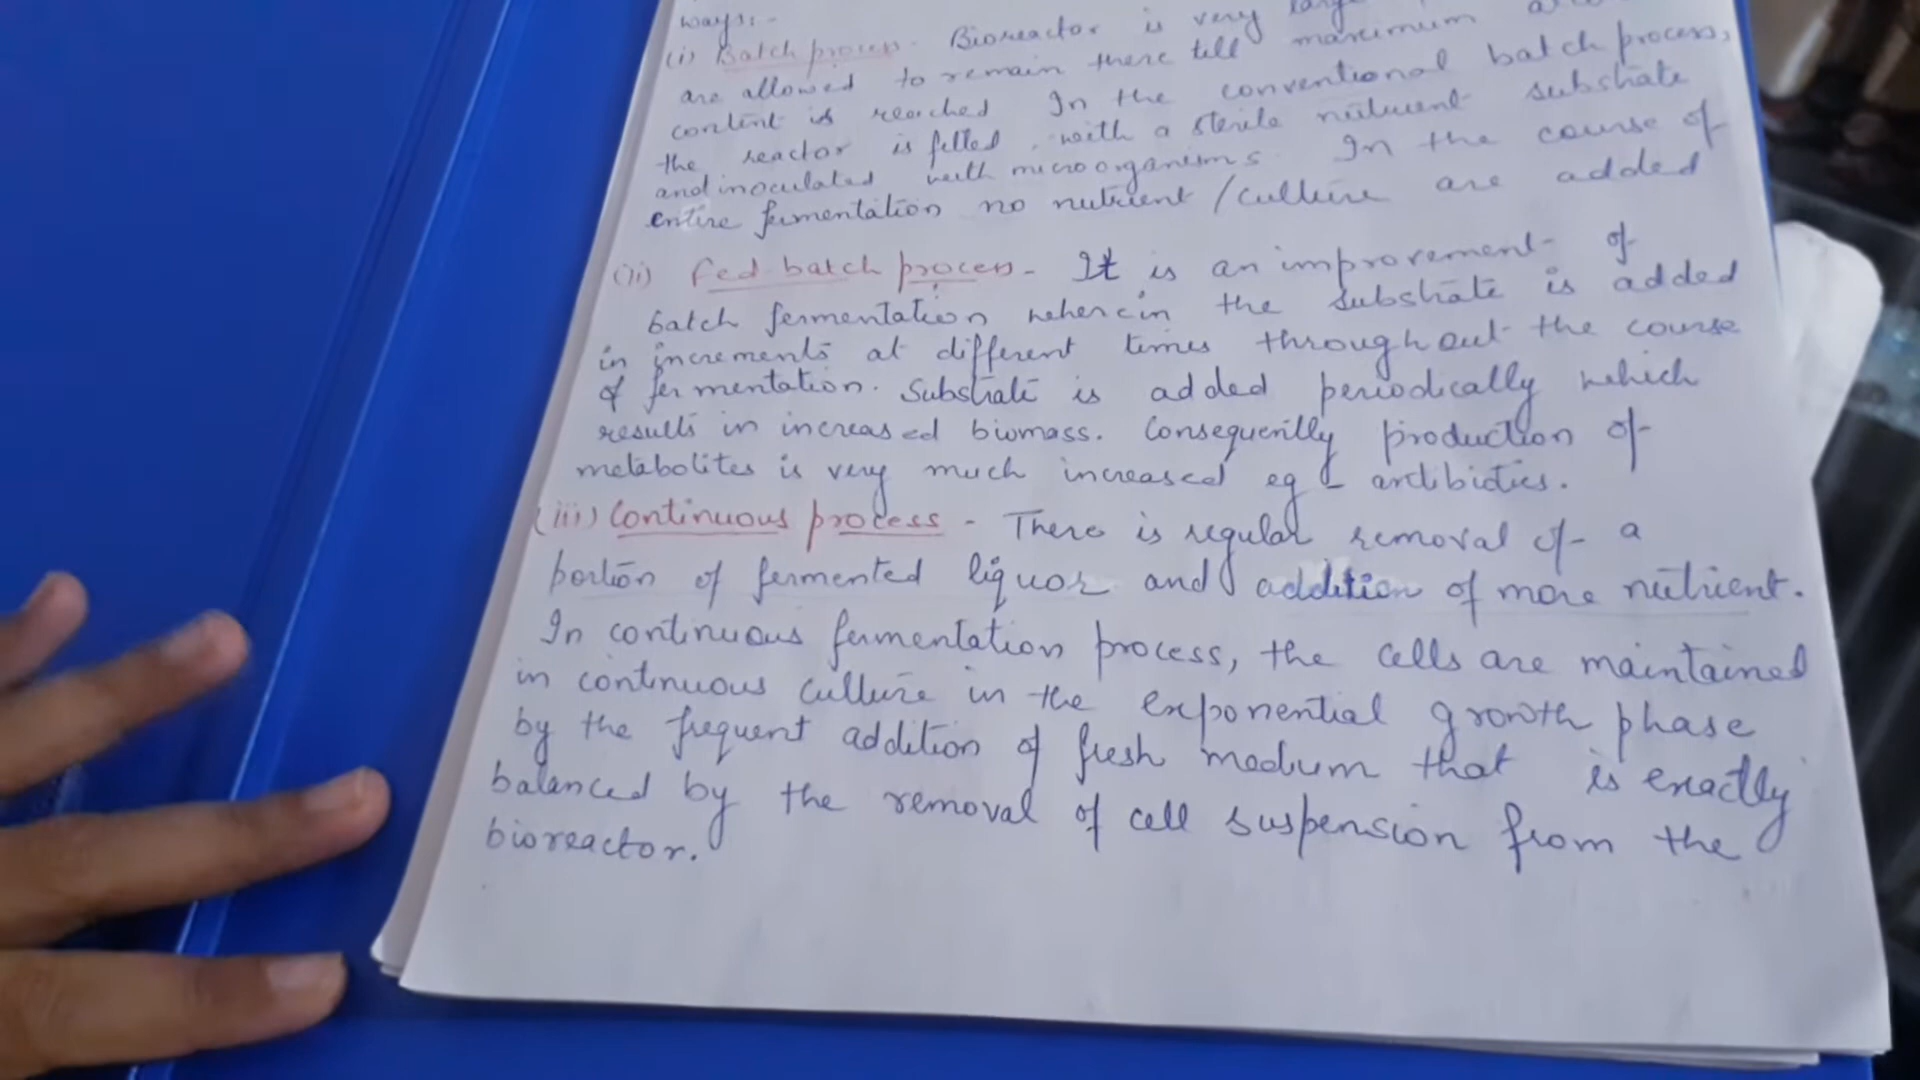 ways:-
(i) Batch process - Bioreactor is very large
are allowed to remain there till maximum
content is reached In the conventional batch process,
the reactor is filled with a sterile nutrient substrate
and inoculated with microorganisms. In the course of
entire fermentation no nutrient / culture are added
(ii) Fed-batch process - It is an improvement of
batch fermentation wherein the substrate is added
in increments at different times throughout the course
of fermentation. Substrate is added periodically which
results in increased biomass. Consequently production of
metabolites is very much increased eg - antibiotics.
(iii) Continuous process - There is regular removal of a
portion of fermented liquor and addition of more nutrient.
In continuous fermentation process, the cells are maintained
in continuous culture in the exponential growth phase
by the frequent addition of fresh medium that is exactly
balanced by the removal of cell suspension from the
bioreactor.